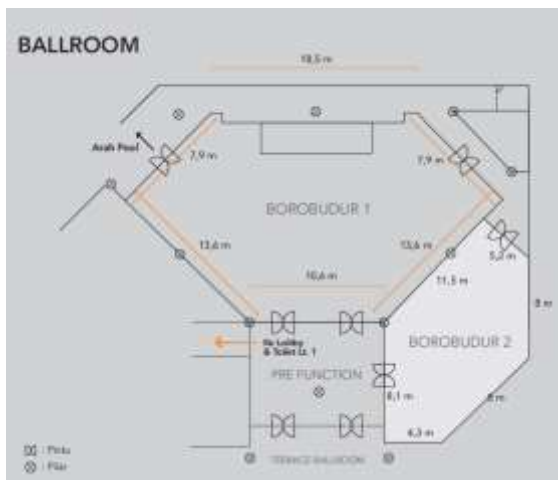 BALLROOM
18,5 m
Arah Pool
7,9 m
7,9 m
BOROBUDUR 1
13,6 m
13,6 m
10,6 m
11,5 m
5,2 m
8 m
BOROBUDUR 2
Ke Lobby
& Toilet Lt. 1
PRE FUNCTION
8,1 m
8 m
6,3 m
: Pintu
: Pilar
TERRACE BALLROOM